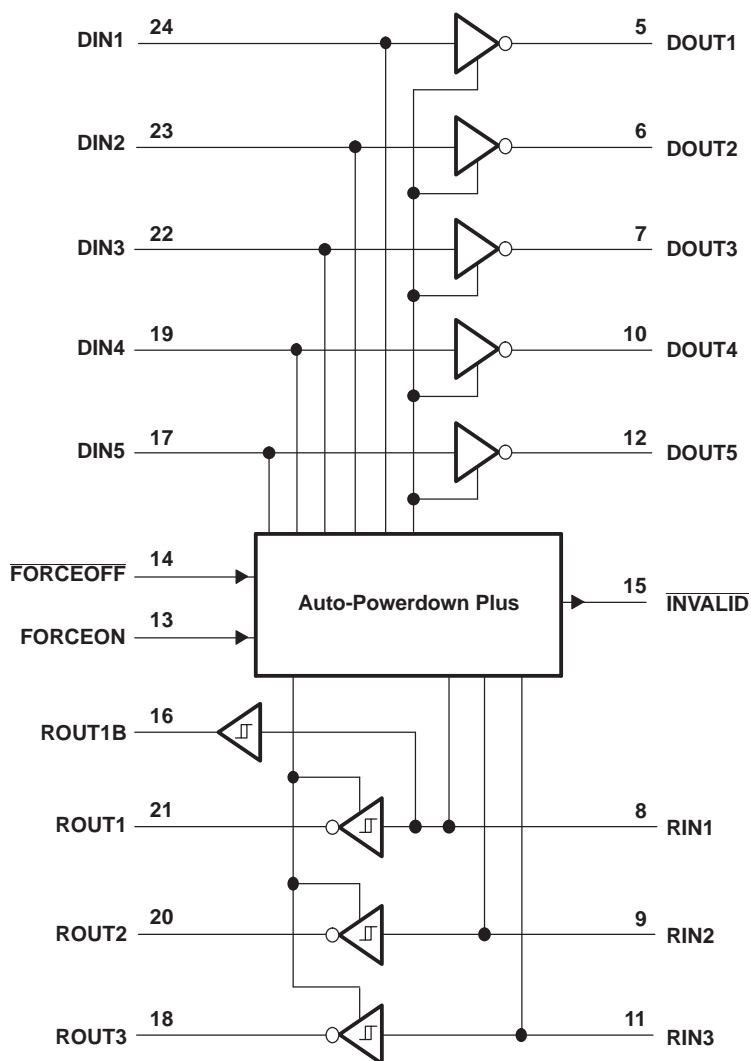 DIN1 24 5 DOUT1
DIN2 23 6 DOUT2
DIN3 22 7 DOUT3
DIN4 19 10 DOUT4
DIN5 17 12 DOUT5
FORCEOFF 14
Auto-Powerdown Plus
15 INVALID
FORCEON 13
ROUT1B 16
ROUT1 21 8 RIN1
ROUT2 20 9 RIN2
ROUT3 18 11 RIN3